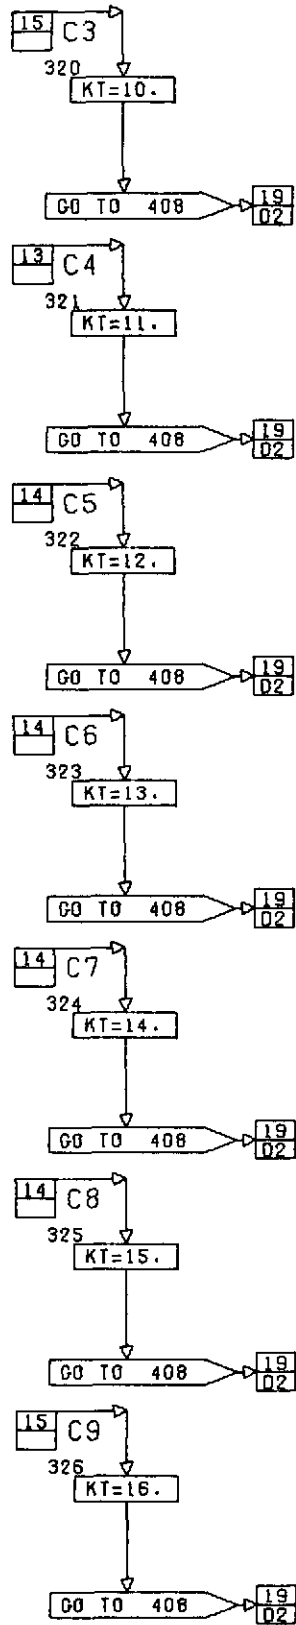 15 C3
320
KT=10.
GO TO 408 19
D2
13 C4
321
KT=11.
GO TO 408 19
D2
14 C5
322
KT=12.
GO TO 408 19
D2
14 C6
323
KT=13.
GO TO 408 19
D2
14 C7
324
KT=14.
GO TO 408 19
D2
14 C8
325
KT=15.
GO TO 408 19
D2
15 C9
326
KT=16.
GO TO 408 19
D2